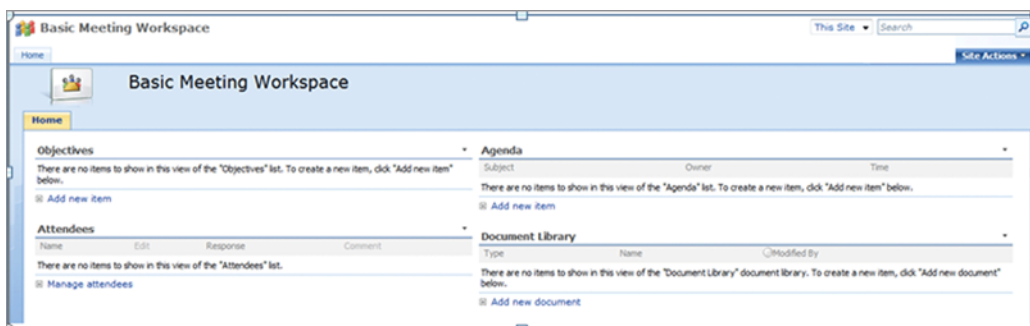 Basic Meeting Workspace
This Site
Search
Home
Site Actions
Basic Meeting Workspace
Home
Objectives
There are no items to show in this view of the "Objectives" list. To create a new item, click "Add new item"
below.
Add new item
Attendees
Name Edit Response Comment
There are no items to show in this view of the "Attendees" list.
Manage attendees
Agenda
Subject Owner Time
There are no items to show in this view of the "Agenda" list. To create a new item, click "Add new item" below.
Add new item
Document Library
Type Name Modified By
There are no items to show in this view of the "Document Library" document library. To create a new item, click "Add new document"
below.
Add new document